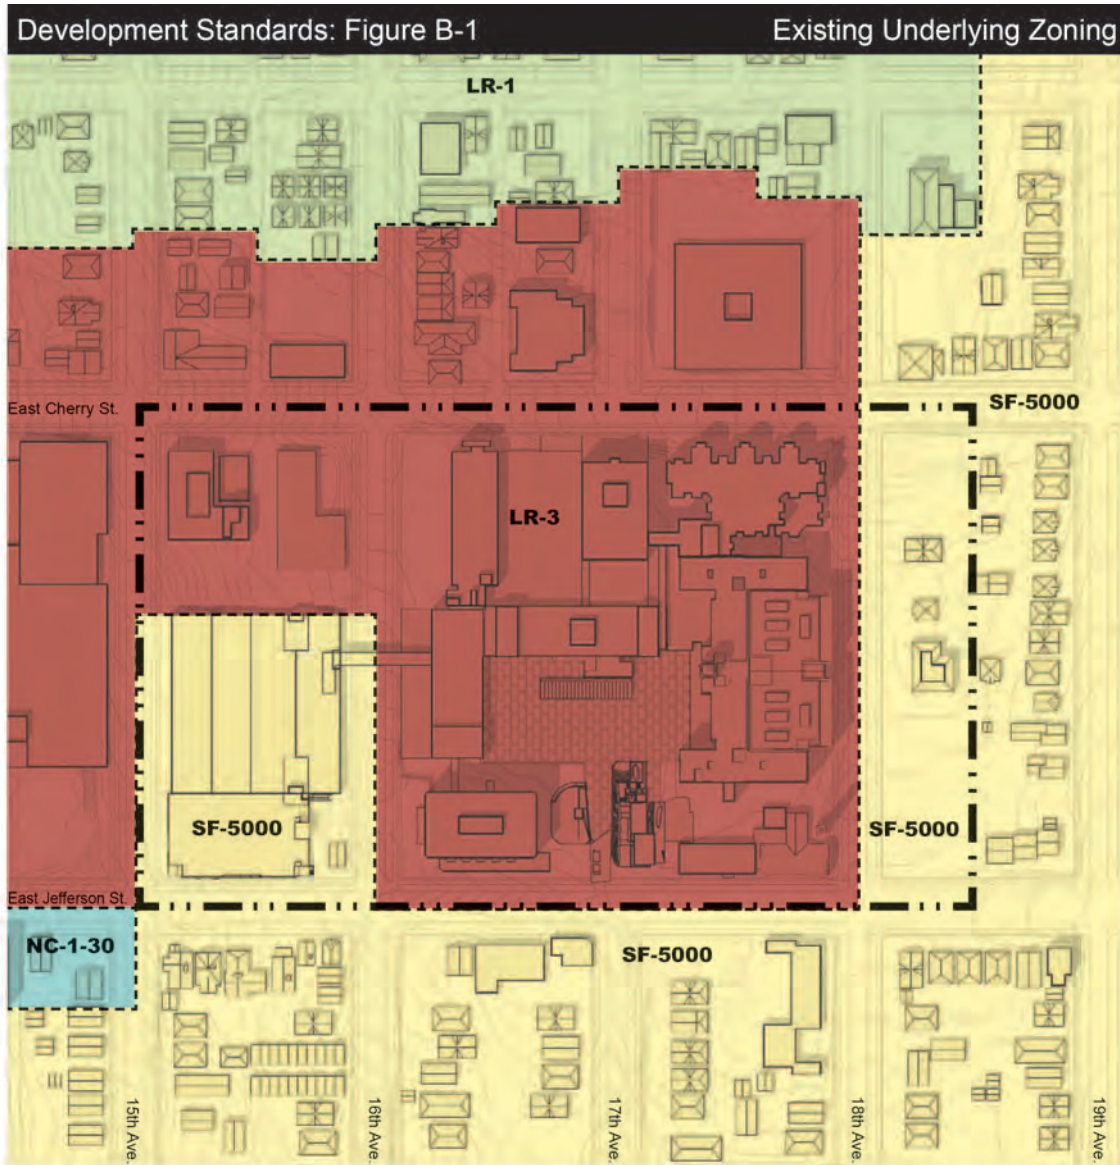 Development Standards: Figure B-1
Existing Underlying Zoning
LR-1
East Cherry St.
SF-5000
LR-3
SF-5000
SF-5000
East Jefferson St.
NC-1-30
SF-5000
15th Ave.
16th Ave.
17th Ave.
18th Ave.
19th Ave.